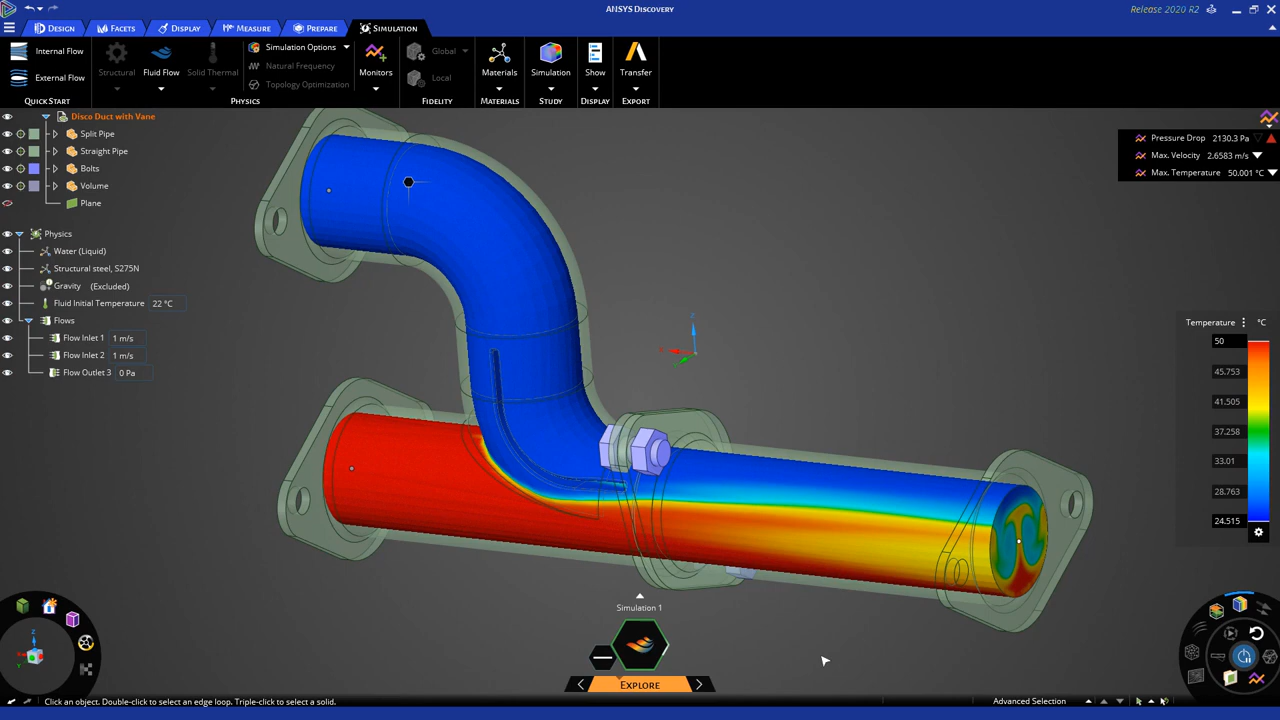 ANSYS Discovery
Release 2020 R2
Design
Facets
Display
Measure
Prepare
Simulation
Internal Flow
External Flow
Quick Start
Structural
Fluid Flow
Solid Thermal
Simulation Options
Natural Frequency
Topology Optimization
Physics
Monitors
Global
Local
Fidelity
Materials
Materials
Simulation
Study
Show
Display
Transfer
Export
Disco Duct with Vane
Split Pipe
Straight Pipe
Bolts
Volume
Plane
Physics
Water (Liquid)
Structural steel, S275N
Gravity (Excluded)
Fluid Initial Temperature 22 °C
Flows
Flow Inlet 1 1 m/s
Flow Inlet 2 1 m/s
Flow Outlet 3 0 Pa
Pressure Drop 2130.3 Pa
Max. Velocity 2.6583 m/s
Max. Temperature 50.001 °C
Z
Temperature °C
50
45.753
41.505
37.258
33.01
28.763
24.515
Simulation 1
EXPLORE
Z
Y
Click an object. Double-click to select an edge loop. Triple-click to select a solid.
Advanced Selection